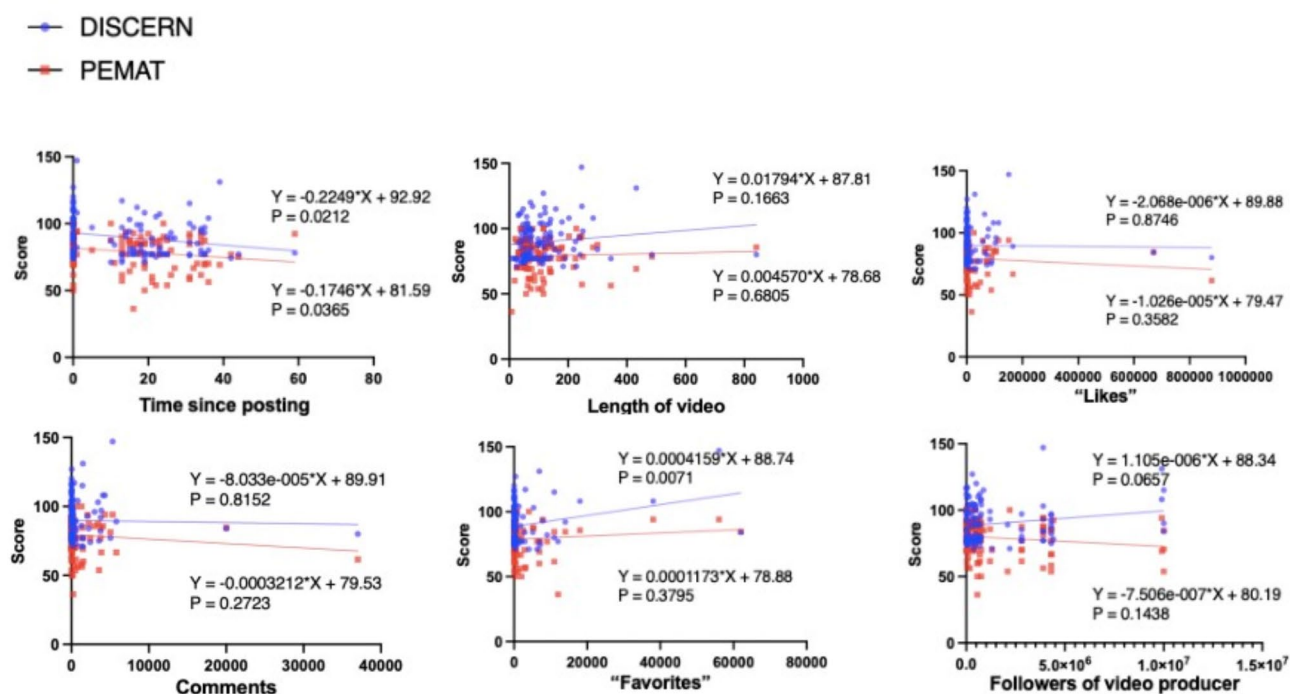 DISCERN
PEMAT
150
100
50
0
Score
Y = -0.2249*X + 92.92
P = 0.0212
Y = -0.1746*X + 81.59
P = 0.0365
0 20 40 60 80
Time since posting
150
100
50
0
Score
Y = 0.01794*X + 87.81
P = 0.1663
Y = 0.004570*X + 78.68
P = 0.6805
0 200 400 600 800 1000
Length of video
150
100
50
0
Score
Y = -2.068e-006*X + 89.88
P = 0.8746
Y = -1.026e-005*X + 79.47
P = 0.3582
0 200000 400000 600000 800000 1000000
“Likes”
150
100
50
0
Score
Y = -8.033e-005*X + 89.91
P = 0.8152
Y = -0.0003212*X + 79.53
P = 0.2723
0 10000 20000 30000 40000
Comments
150
100
50
0
Score
Y = 0.0004159*X + 88.74
P = 0.0071
Y = 0.0001173*X + 78.88
P = 0.3795
0 20000 40000 60000 80000
“Favorites”
150
100
50
0
Score
Y = 1.105e-006*X + 88.34
P = 0.0657
Y = -7.506e-007*X + 80.19
P = 0.1438
0.0 5.0×10⁶ 1.0×10⁷ 1.5×10⁷
Followers of video producer